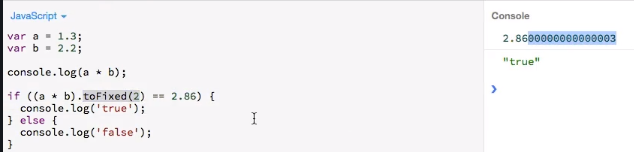 JavaScript
var a = 1.3;
var b = 2.2;
console.log(a * b);
if ((a * b).toFixed(2) == 2.86) {
console.log('true');
} else {
console.log('false');
}
Console
2.8600000000000003
"true"